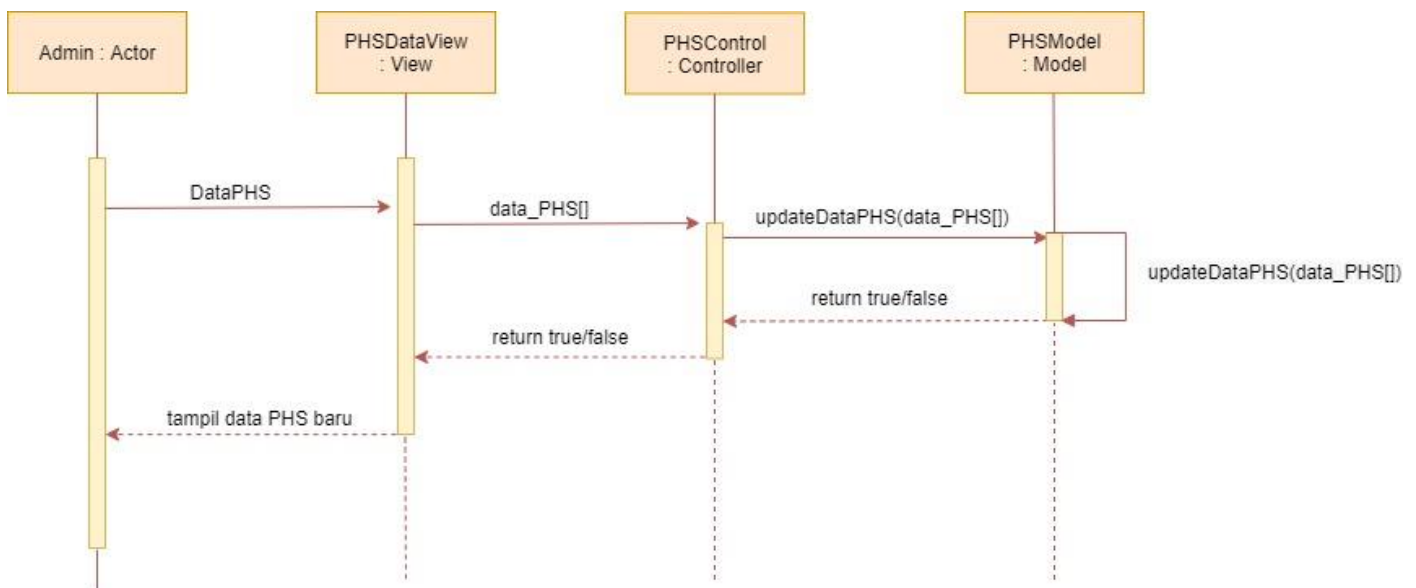 Admin : Actor
PHSDataView
: View
PHSControl
: Controller
PHSModel
: Model
DataPHS
data_PHS[]
updateDataPHS(data_PHS[])
updateDataPHS(data_PHS[])
return true/false
return true/false
tampil data PHS baru